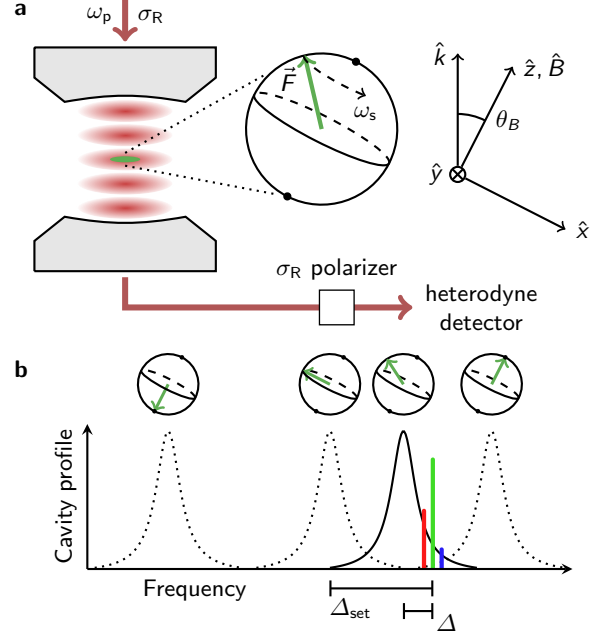 a
ωp σR
F⃗
ωs
k̂
ẑ, B̂
θB
ŷ
x̂
σR polarizer
heterodyne
detector
b
Cavity profile
Frequency
Δset
Δ